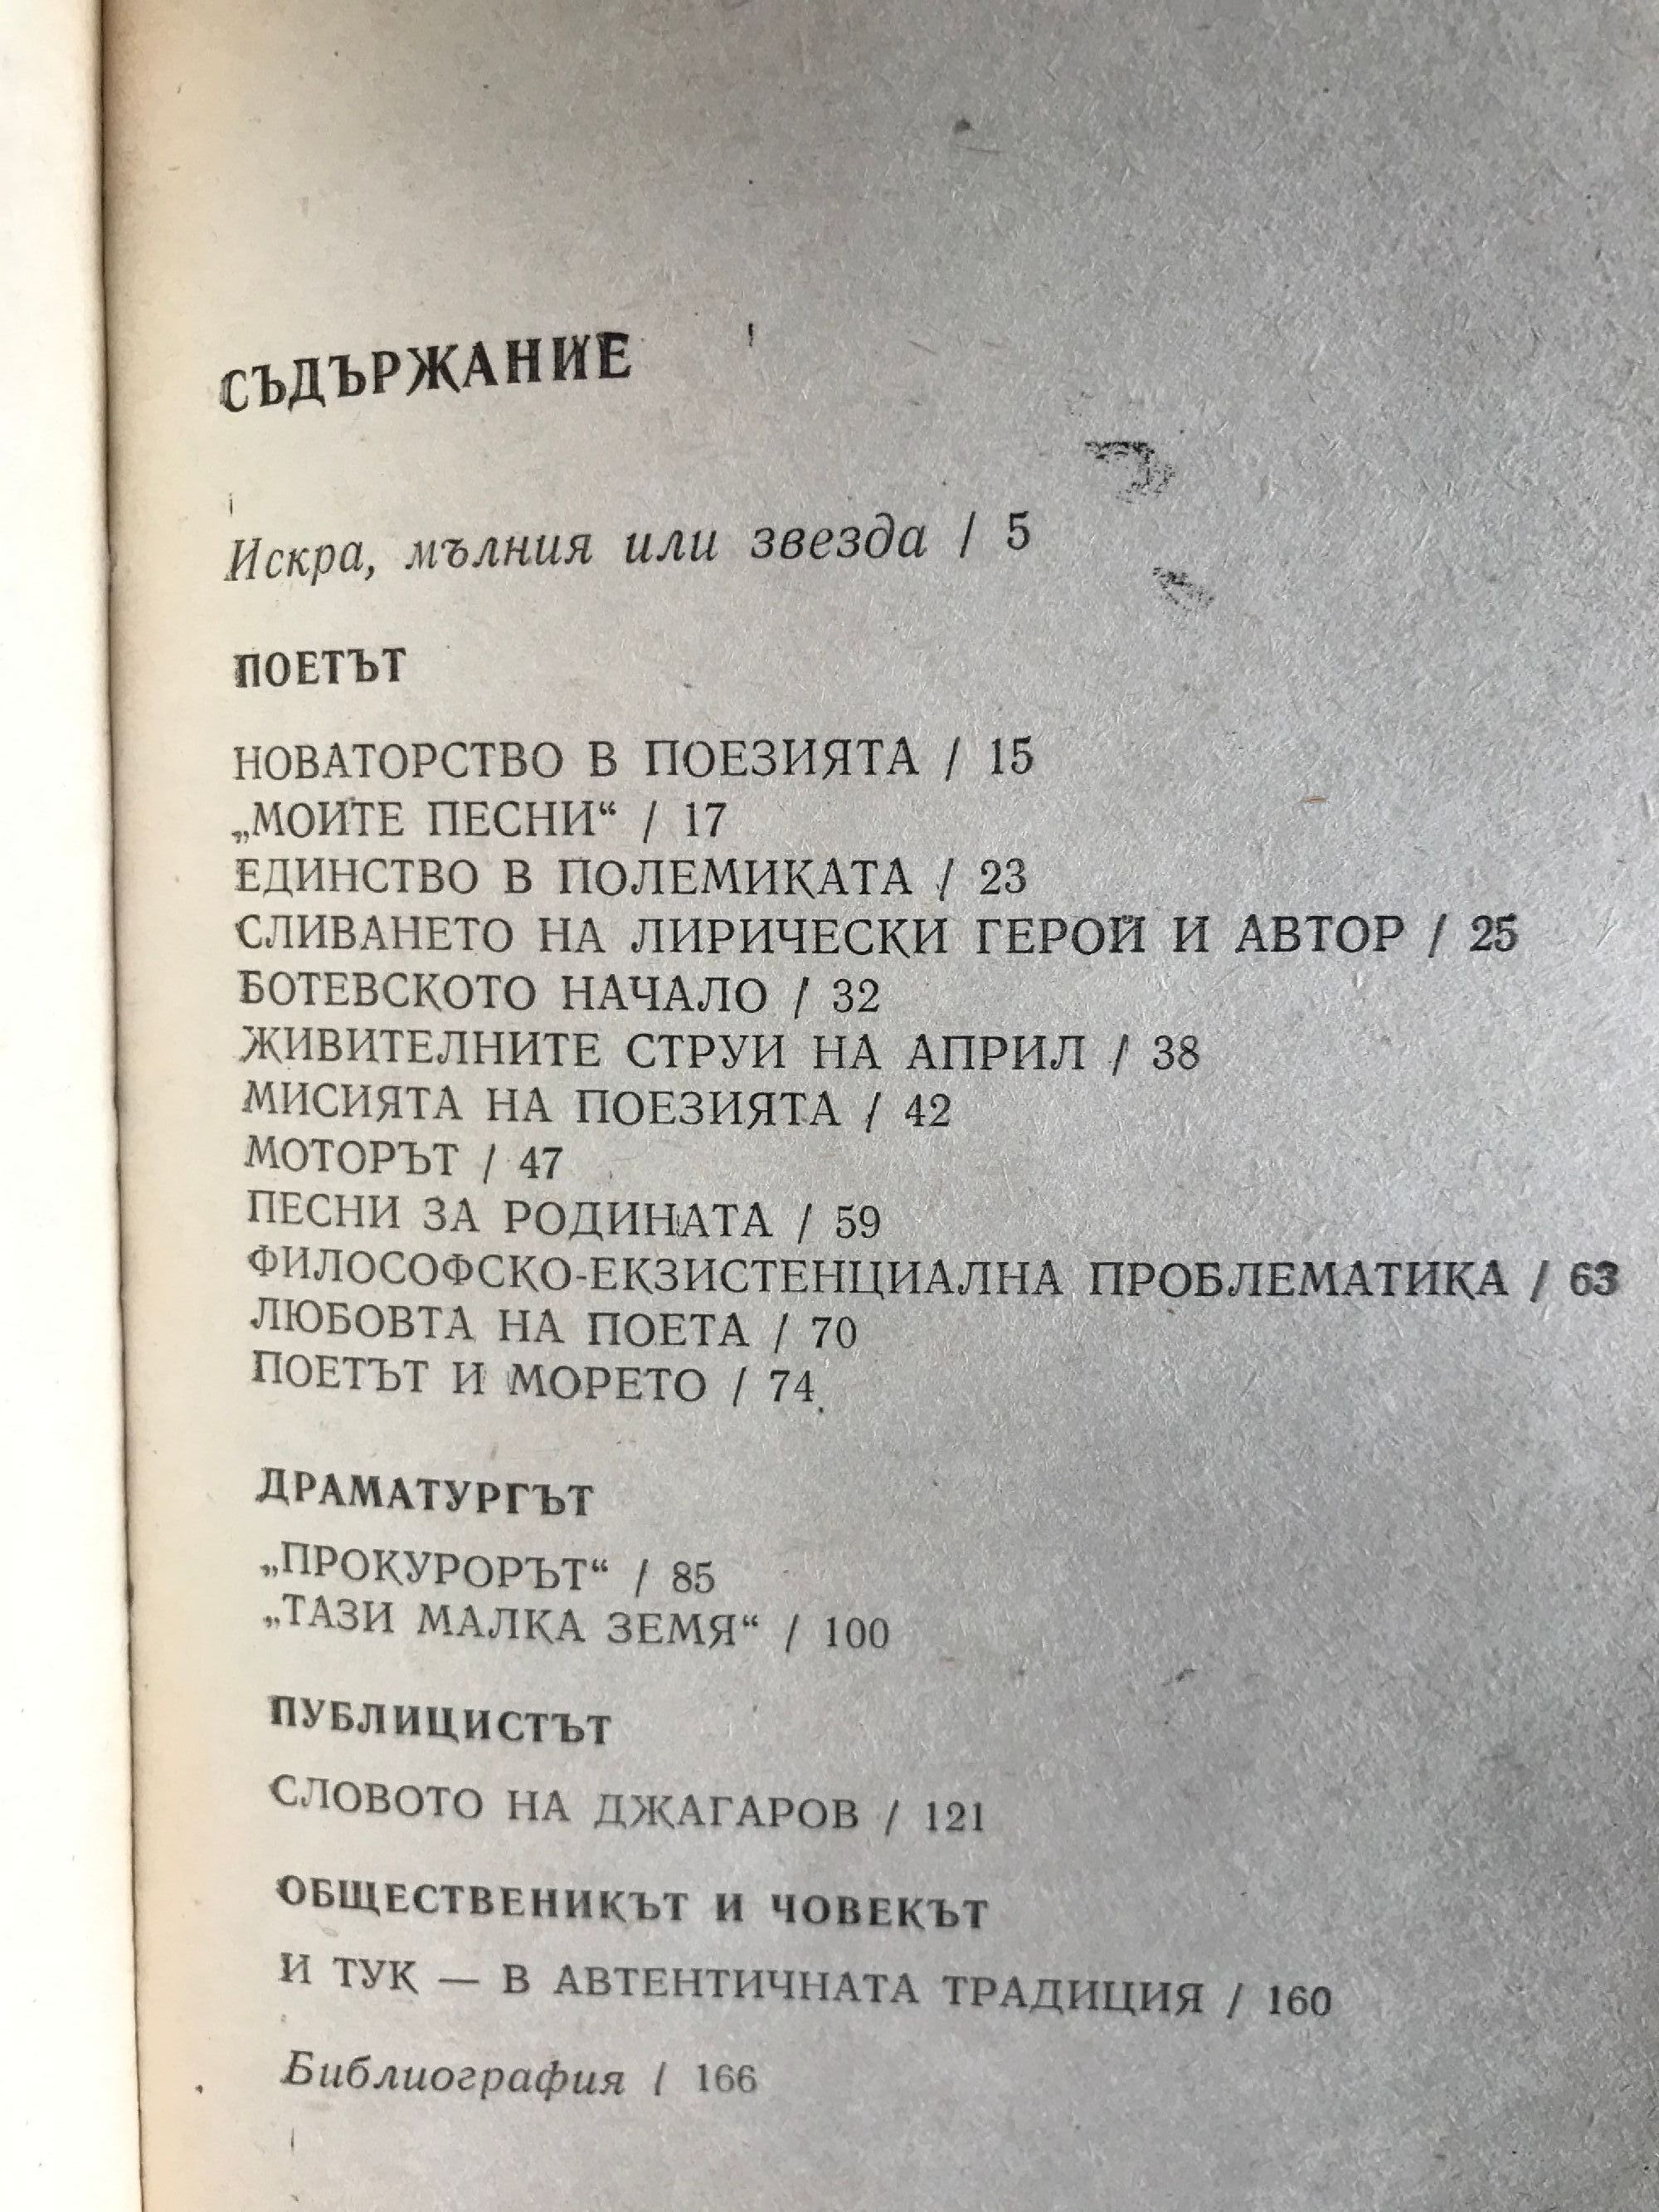 СЪДЪРЖАНИЕ
Искра, мълния или звезда / 5
ПОЕТЪТ
НОВАТОРСТВО В ПОЕЗИЯТА / 15
„МОИТЕ ПЕСНИ“ / 17
ЕДИНСТВО В ПОЛЕМИКАТА / 23
СЛИВАНЕТО НА ЛИРИЧЕСКИ ГЕРОЙ И АВТОР / 25
БОТЕВСКОТО НАЧАЛО / 32
ЖИВИТЕЛНИТЕ СТРУИ НА АПРИЛ / 38
МИСИЯТА НА ПОЕЗИЯТА / 42
МОТОРЪТ / 47
ПЕСНИ ЗА РОДИНАТА / 59
ФИЛОСОФСКО-ЕКЗИСТЕНЦИАЛНА ПРОБЛЕМАТИКА / 63
ЛЮБОВТА НА ПОЕТА / 70
ПОЕТЪТ И МОРЕТО / 74
ДРАМАТУРГЪТ
„ПРОКУРОРЪТ“ / 85
„ТАЗИ МАЛКА ЗЕМЯ“ / 100
ПУБЛИЦИСТЪТ
СЛОВОТО НА ДЖАГАРОВ / 121
ОБЩЕСТВЕНИКЪТ И ЧОВЕКЪТ
И ТУК — В АВТЕНТИЧНАТА ТРАДИЦИЯ / 160
Библиография / 166